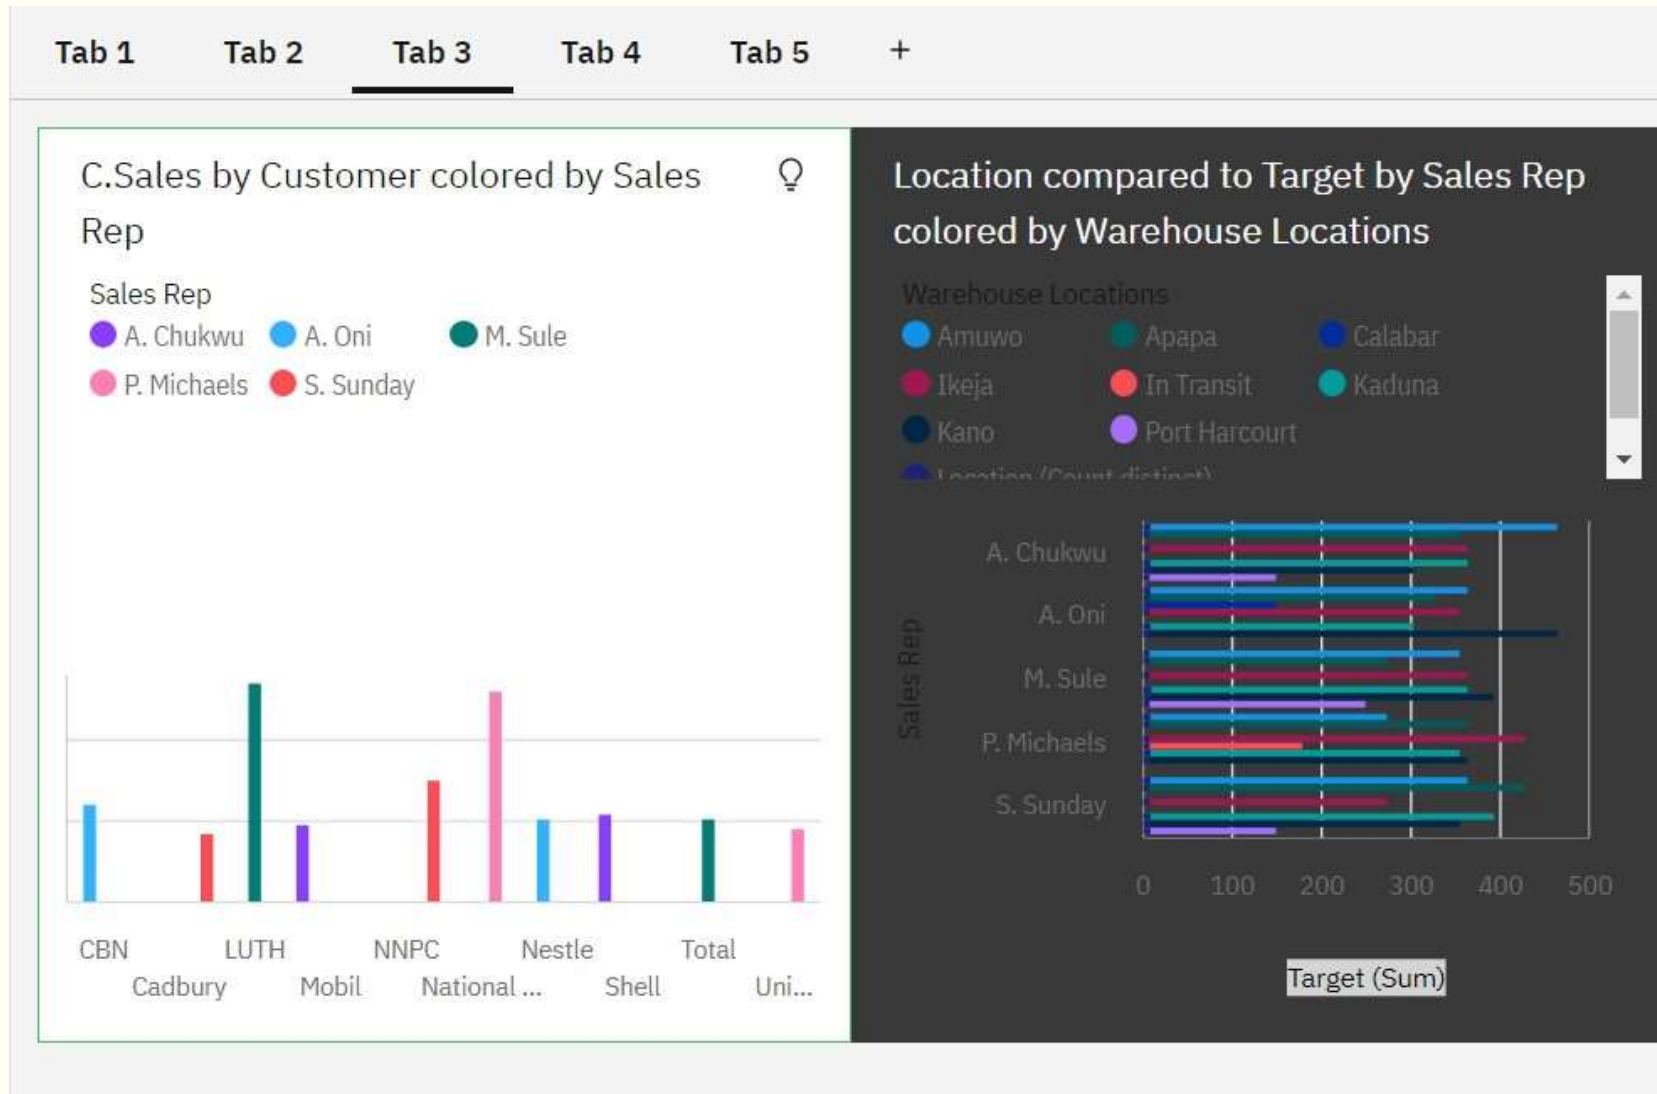 Tab 1 Tab 2 Tab 3 Tab 4 Tab 5 +
C.Sales by Customer colored by Sales
Rep
Sales Rep
A. Chukwu A. Oni M. Sule
P. Michaels S. Sunday
CBN LUTH NNPC Nestle Total
Cadbury Mobil National ... Shell Uni...
Location compared to Target by Sales Rep
colored by Warehouse Locations
Warehouse Locations
Amuwo Apapa Calabar
Ikeja In Transit Kaduna
Kano Port Harcourt
Location (Count distinct)
Sales Rep
A. Chukwu
A. Oni
M. Sule
P. Michaels
S. Sunday
0 100 200 300 400 500
Target (Sum)